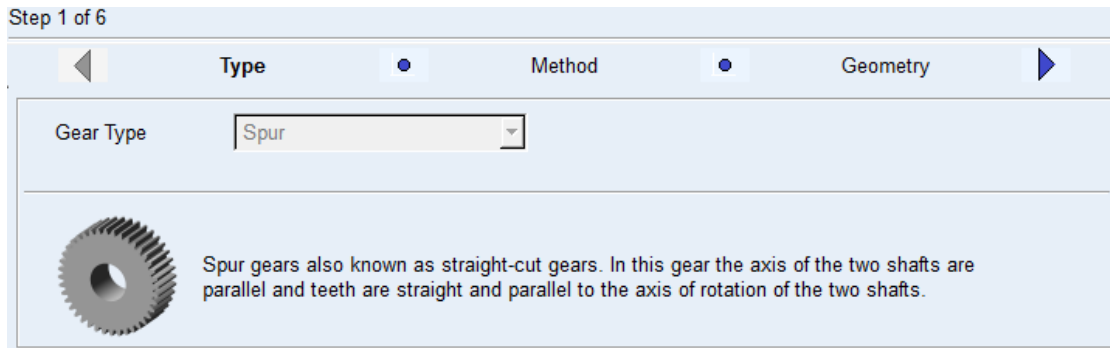 Step 1 of 6
Type Method Geometry
Gear Type Spur
Spur gears also known as straight-cut gears. In this gear the axis of the two shafts are
parallel and teeth are straight and parallel to the axis of rotation of the two shafts.